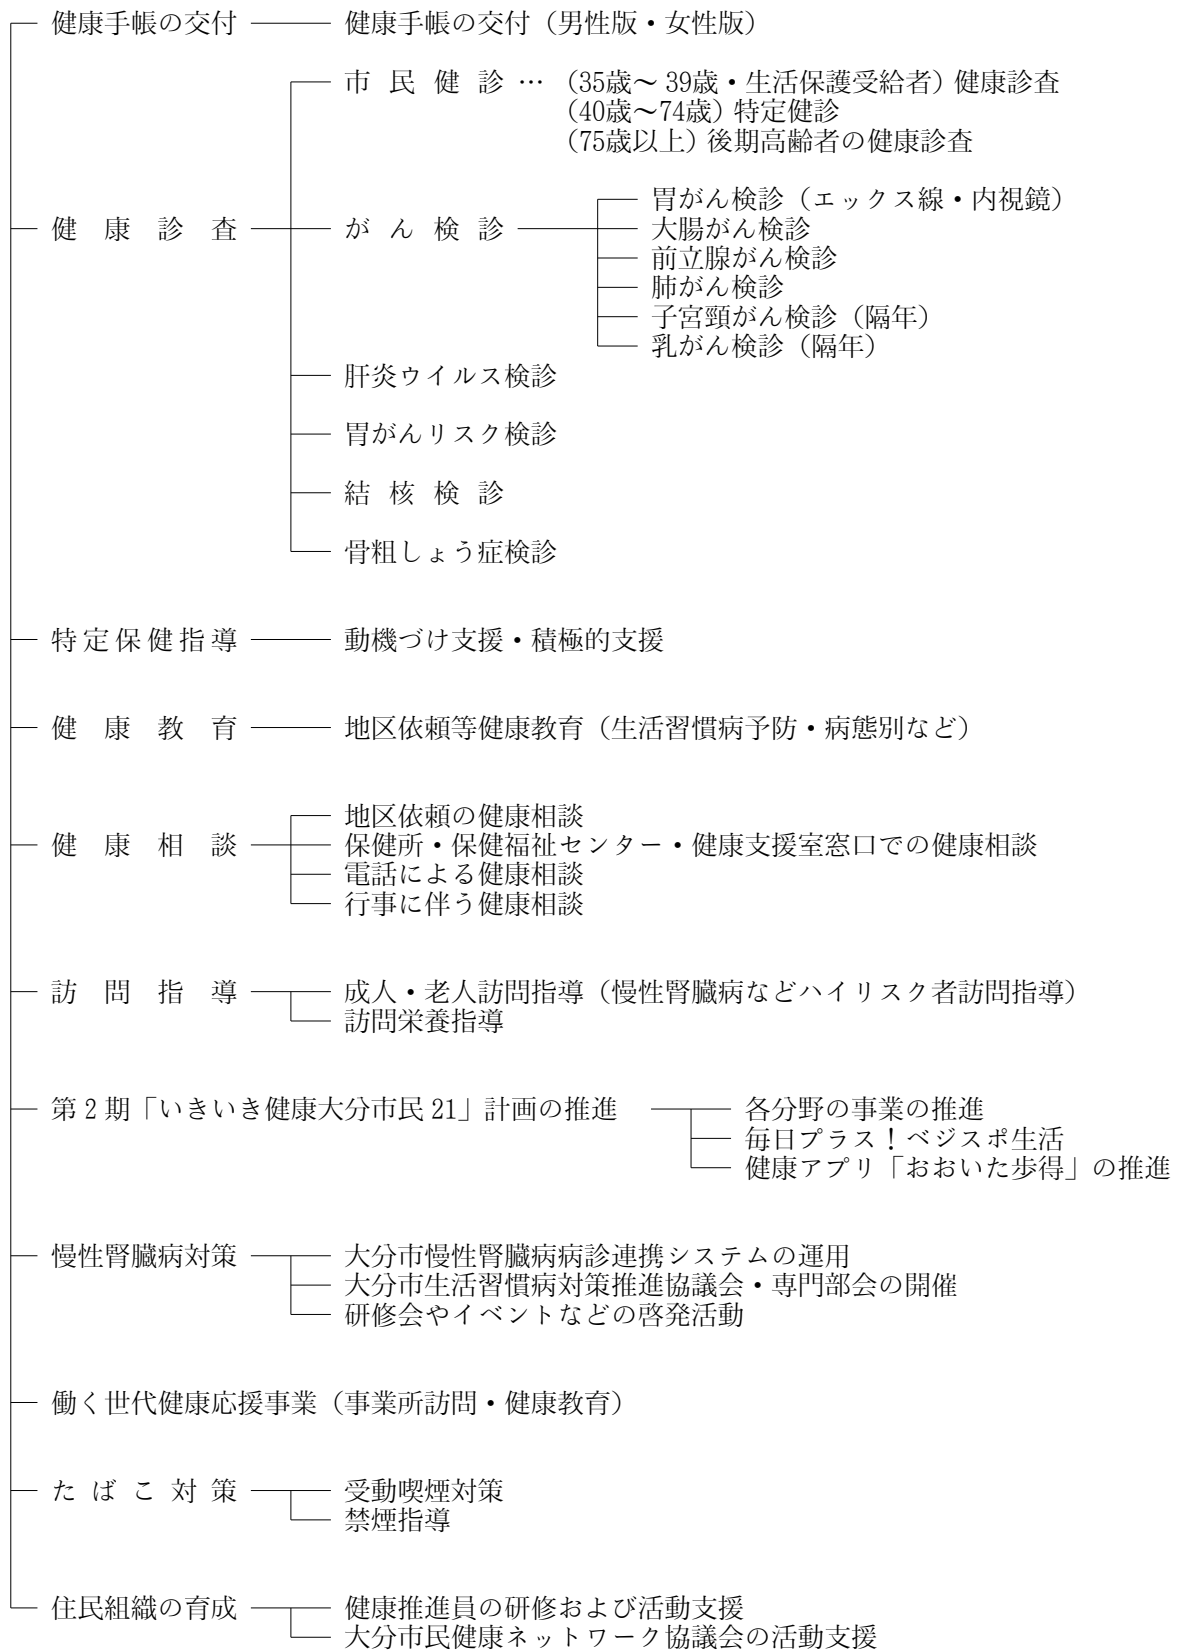 健康手帳の交付 健康手帳の交付（男性版・女性版）
市民健診…（35歳～39歳・生活保護受給者）健康診査
（40歳～74歳）特定健診
（75歳以上）後期高齢者の健康診査
胃がん検診（エックス線・内視鏡）
健康診査 がん検診 大腸がん検診
前立腺がん検診
肺がん検診
子宮頸がん検診（隔年）
乳がん検診（隔年）
肝炎ウイルス検診
胃がんリスク検診
結核検診
骨粗しょう症検診
特定保健指導 動機づけ支援・積極的支援
健康教育 地区依頼等健康教育（生活習慣病予防・病態別など）
地区依頼の健康相談
健康相談 保健所・保健福祉センター・健康支援室窓口での健康相談
電話による健康相談
行事に伴う健康相談
訪問指導 成人・老人訪問指導（慢性腎臓病などハイリスク者訪問指導）
訪問栄養指導
第2期「いきいき健康大分市民21」計画の推進 各分野の事業の推進
毎日プラス！ベジスポ生活
健康アプリ「おおいた歩得」の推進
慢性腎臓病対策 大分市慢性腎臓病病診連携システムの運用
大分市生活習慣病対策推進協議会・専門部会の開催
研修会やイベントなどの啓発活動
働く世代健康応援事業（事業所訪問・健康教育）
たばこ対策 受動喫煙対策
禁煙指導
住民組織の育成 健康推進員の研修および活動支援
大分市民健康ネットワーク協議会の活動支援